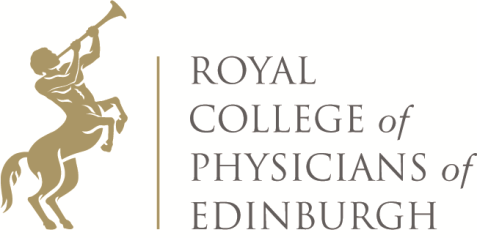 ROYAL
COLLEGE of
PHYSICIANS of
EDINBURGH